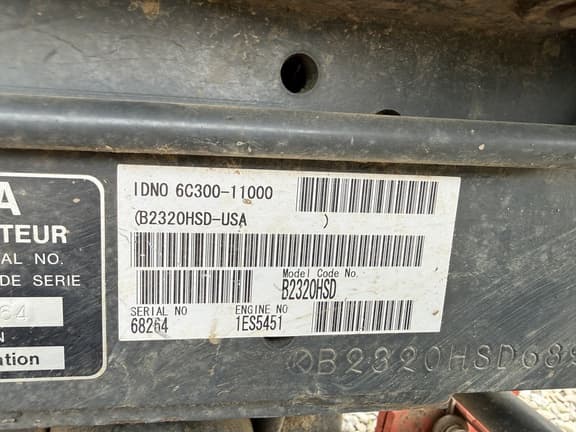 IDNO 6C300-11000
(B2320HSD-USA )
Model Code No.
B2320HSD
SERIAL NO
68264
ENGINE NO
1ES5451
A
TEUR
AL NO.
DE SERIE
64
N
ation
B2320HSD68